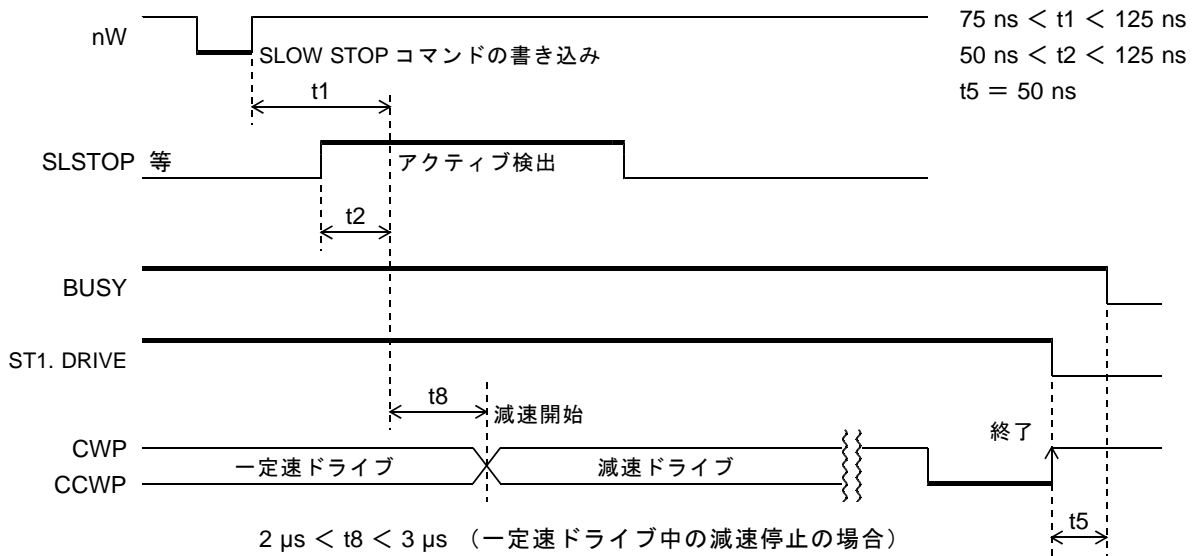 nW
75 ns < t1 < 125 ns
SLOW STOP コマンドの書き込み
50 ns < t2 < 125 ns
t1
t5 = 50 ns
SLSTOP 等
アクティブ検出
t2
BUSY
ST1. DRIVE
t8
減速開始
終了
CWP
一定速ドライブ
減速ドライブ
CCWP
t5
2 µs < t8 < 3 µs (一定速ドライブ中の減速停止の場合)